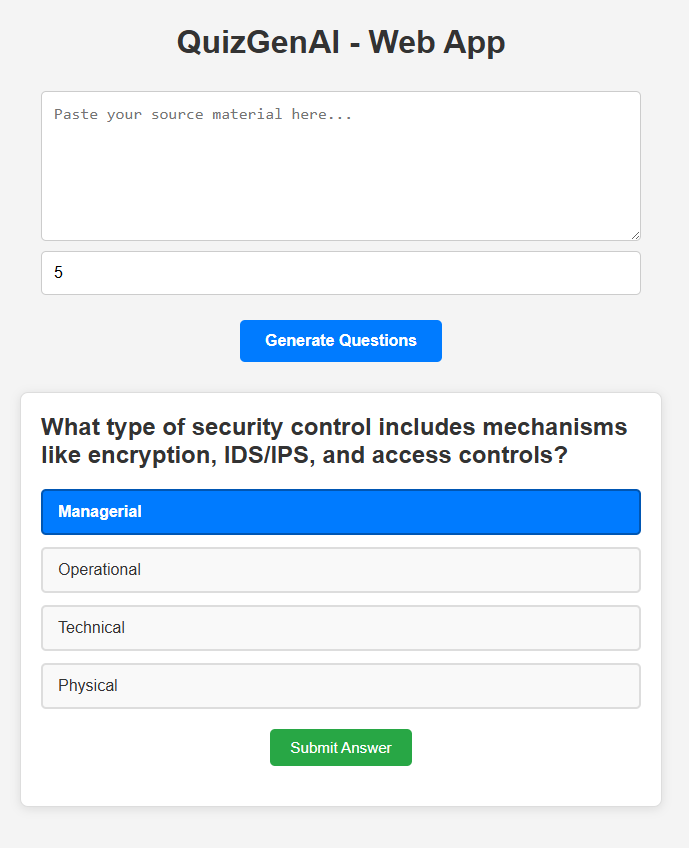 QuizGenAI - Web App
Paste your source material here...
5
Generate Questions
What type of security control includes mechanisms
like encryption, IDS/IPS, and access controls?
Managerial
Operational
Technical
Physical
Submit Answer